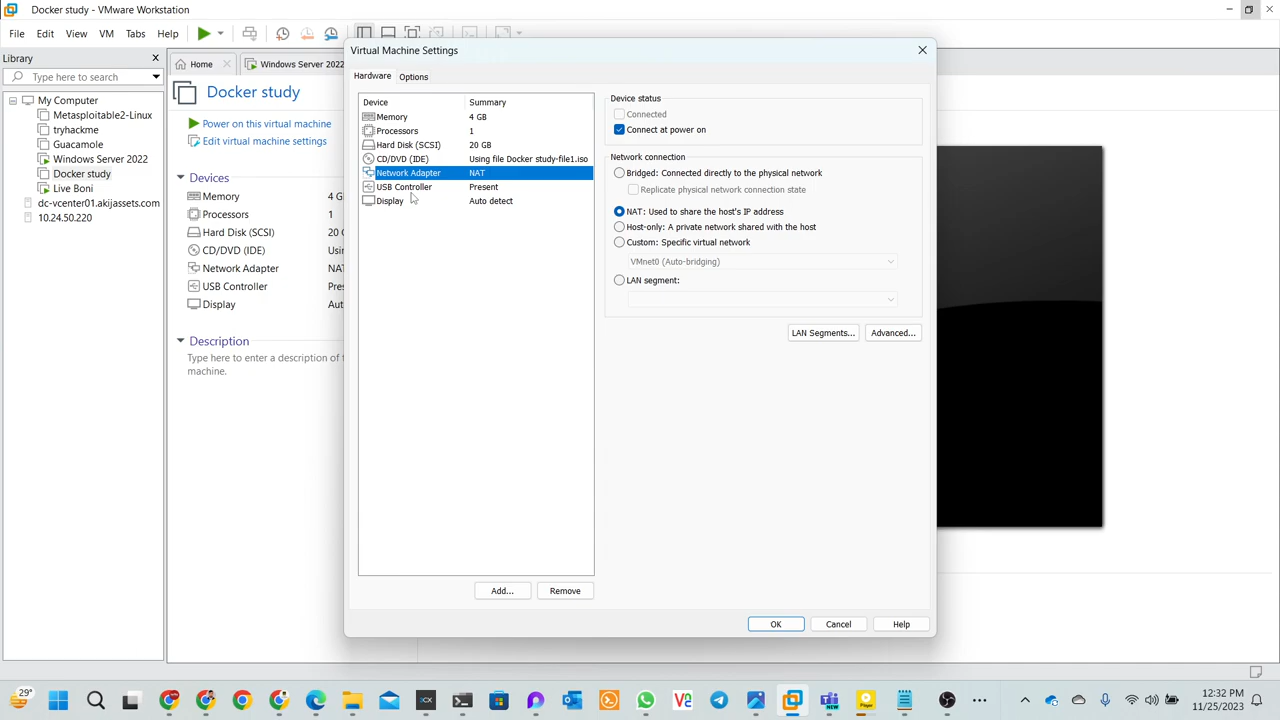 Docker study - VMware Workstation
File Edit View VM Tabs Help
Library
Type here to search
My Computer
Metasploitable2-Linux
tryhackme
Guacamole
Windows Server 2022
Docker study
Live Boni
dc-vcenter01.akijassets.com
10.24.50.220
Home
Windows Server 2022
Docker study
Power on this virtual machine
Edit virtual machine settings
Devices
Memory 4 G
Processors 1
Hard Disk (SCSI) 20 G
CD/DVD (IDE) Usin
Network Adapter NAT
USB Controller Pres
Display Auto
Description
Type here to enter a description of t
machine.
Virtual Machine Settings
Hardware Options
Device Summary
Memory 4 GB
Processors 1
Hard Disk (SCSI) 20 GB
CD/DVD (IDE) Using file Docker study-file1.iso
Network Adapter NAT
USB Controller Present
Display Auto detect
Add... Remove
Device status
Connected
Connect at power on
Network connection
Bridged: Connected directly to the physical network
Replicate physical network connection state
NAT: Used to share the host's IP address
Host-only: A private network shared with the host
Custom: Specific virtual network
VMnet0 (Auto-bridging)
LAN segment:
LAN Segments... Advanced...
OK Cancel Help
29°
12:32 PM
11/25/2023